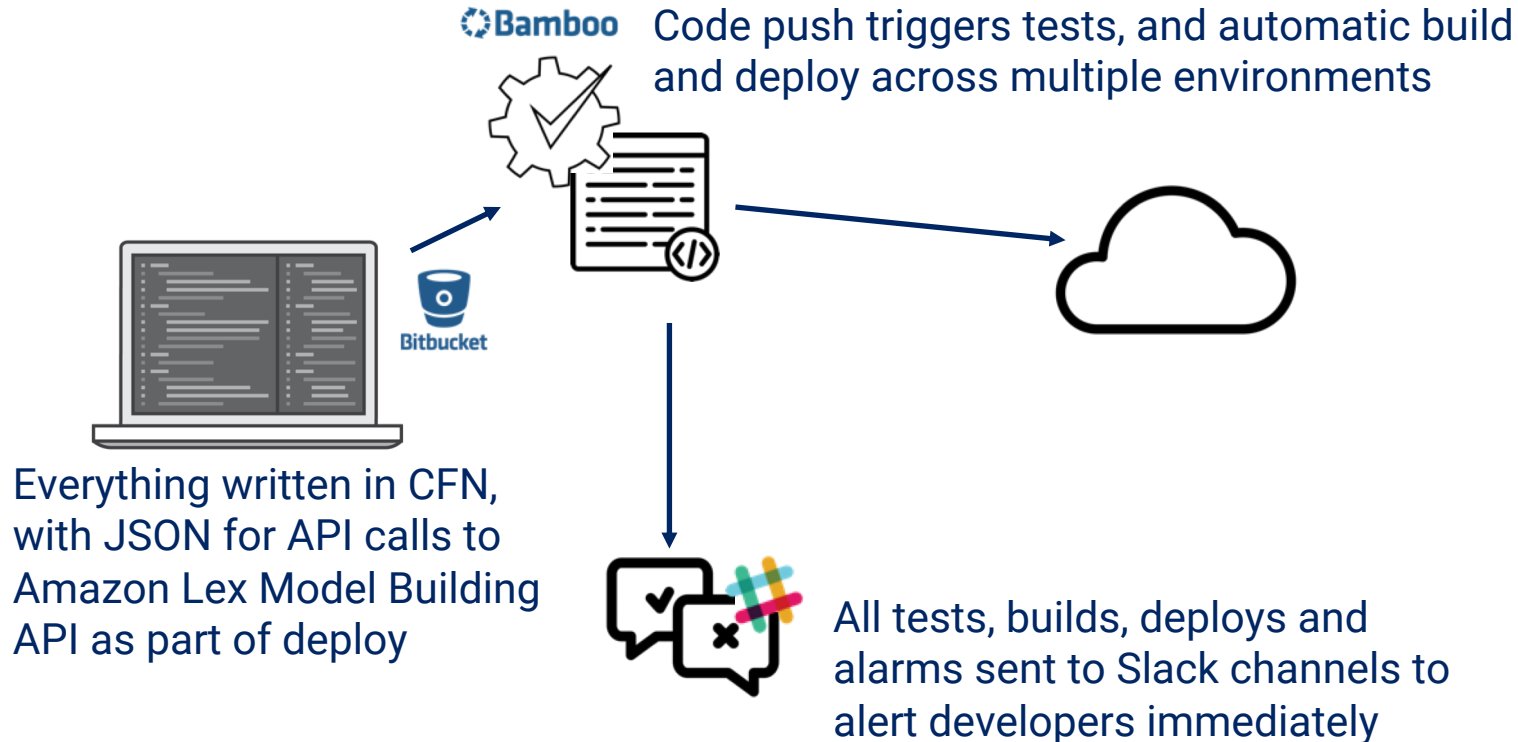 Bamboo
Code push triggers tests, and automatic build
and deploy across multiple environments
Bitbucket
Everything written in CFN,
with JSON for API calls to
Amazon Lex Model Building
API as part of deploy
All tests, builds, deploys and
alarms sent to Slack channels to
alert developers immediately